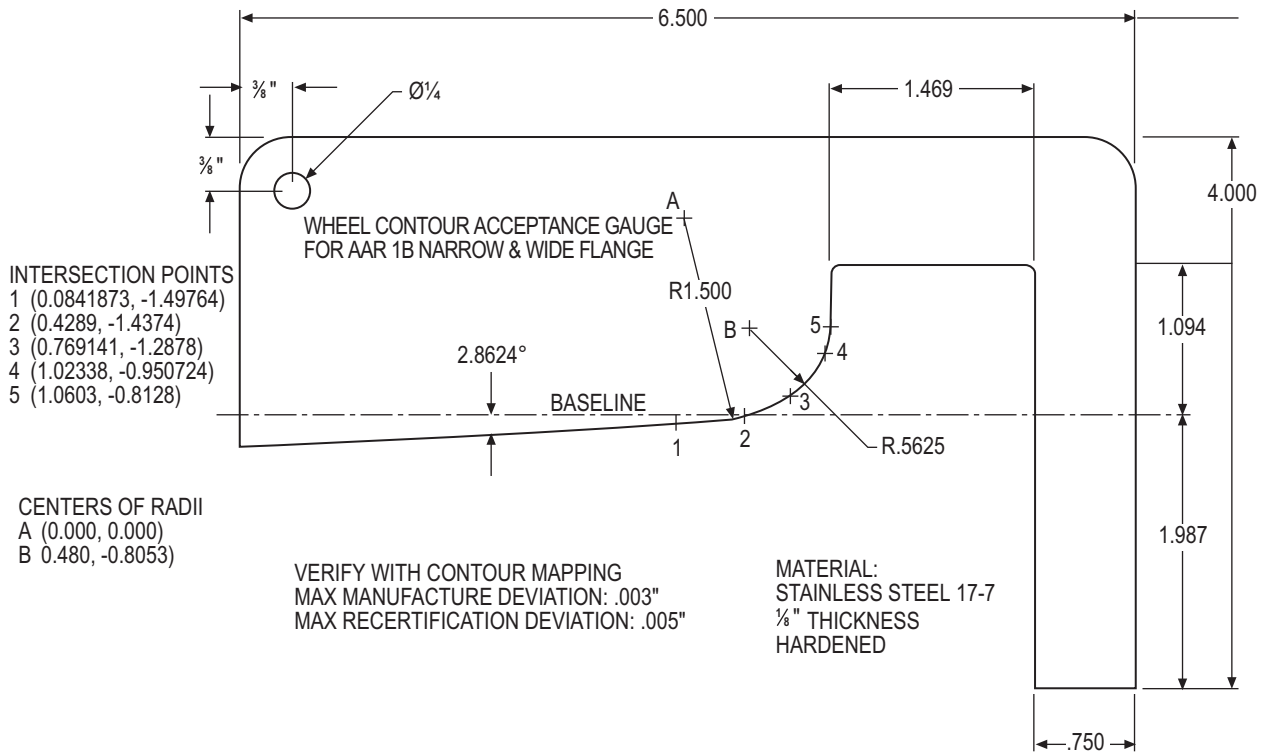 6.500
⅜"
Ø¼
1.469
⅜"
4.000
A
WHEEL CONTOUR ACCEPTANCE GAUGE
FOR AAR 1B NARROW & WIDE FLANGE
INTERSECTION POINTS
1 (0.0841873, -1.49764)
2 (0.4289, -1.4374)
3 (0.769141, -1.2878)
4 (1.02338, -0.950724)
5 (1.0603, -0.8128)
R1.500
B
5
1.094
4
2.8624°
BASELINE
3
1
2
R.5625
CENTERS OF RADII
A (0.000, 0.000)
B 0.480, -0.8053)
1.987
VERIFY WITH CONTOUR MAPPING
MAX MANUFACTURE DEVIATION: .003"
MAX RECERTIFICATION DEVIATION: .005"
MATERIAL:
STAINLESS STEEL 17-7
⅛" THICKNESS
HARDENED
.750